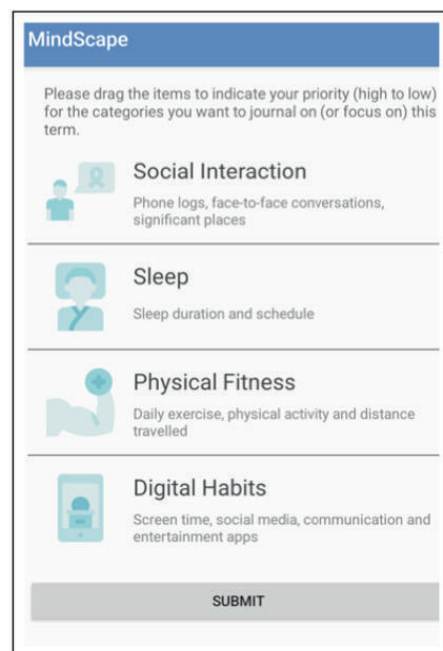 MindScape
Please drag the items to indicate your priority (high to low)
for the categories you want to journal on (or focus on) this
term.
Social Interaction
Phone logs, face-to-face conversations,
significant places
Sleep
Sleep duration and schedule
Physical Fitness
Daily exercise, physical activity and distance
travelled
Digital Habits
Screen time, social media, communication and
entertainment apps
SUBMIT